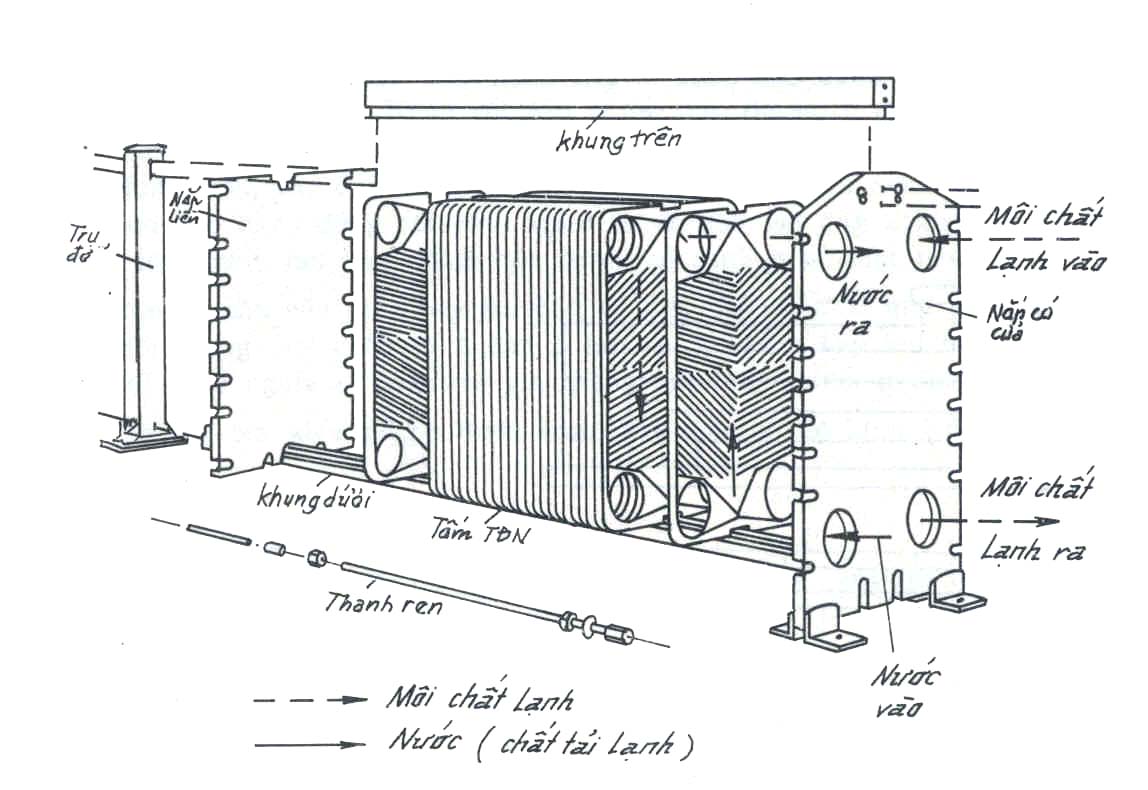 khung trên
Nắp
liền
Trụ
đở
Môi chất
Lạnh vào
Nước
ra
Nắp có
cửa
khung dưới
Tấm TĐN
Môi chất
Lạnh ra
Thanh ren
Nước
vào
Môi chất Lạnh
Nước ( chất tải Lạnh )